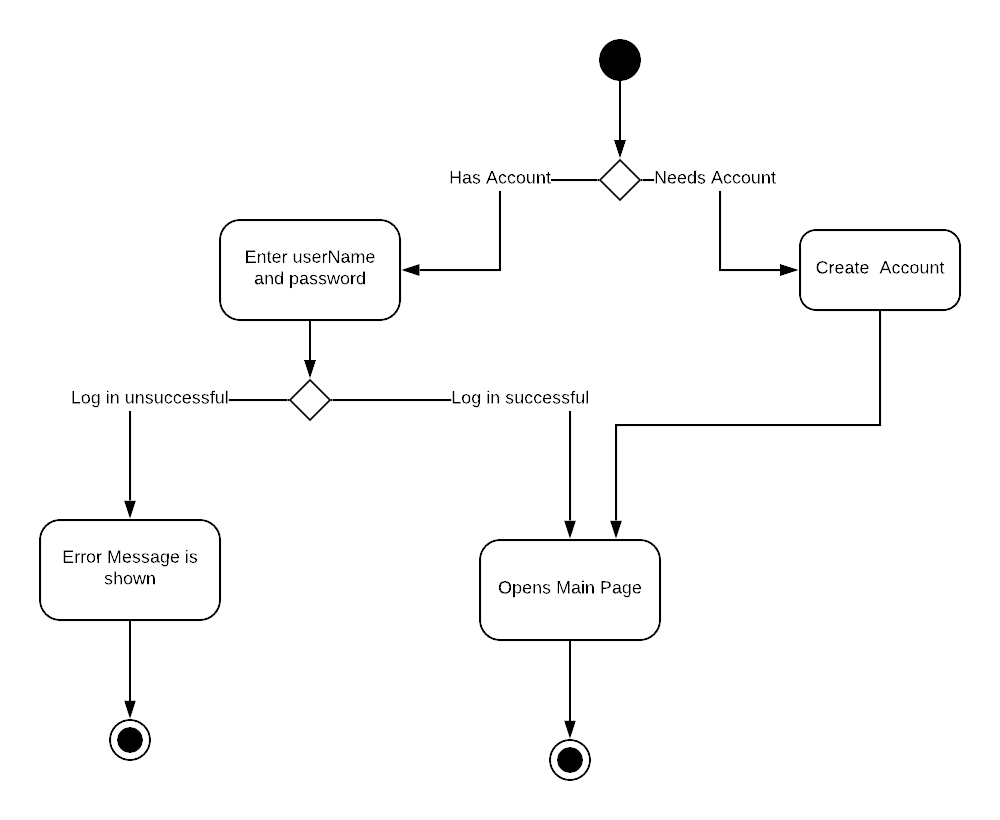 Has Account
Needs Account
Enter userName
and password
Create  Account
Log in unsuccessful
Log in successful
Error Message is
shown
Opens Main Page